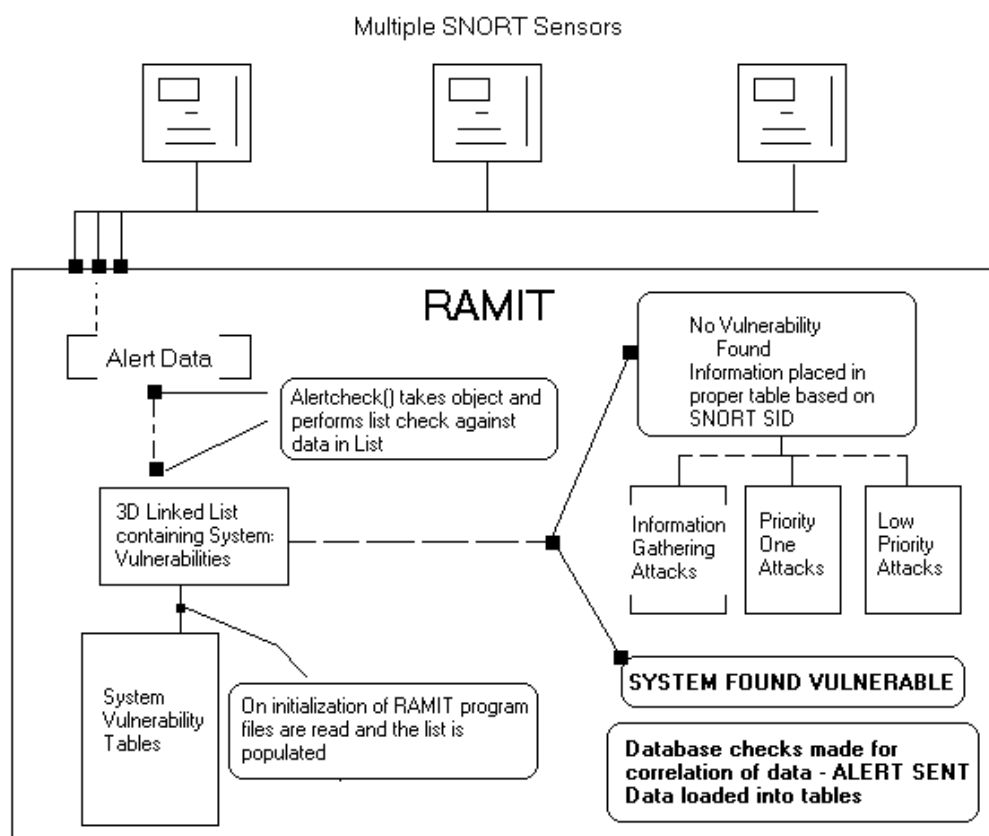 Multiple SNORT Sensors
RAMIT
Alert Data
Alertcheck() takes object and
performs list check against
data in List
3D Linked List
containing System:
Vulnerabilities
System
Vulnerability
Tables
On initialization of RAMIT program
files are read and the list is
populated
No Vulnerability
Found
Information placed in
proper table based on
SNORT SID
Information
Gathering
Attacks
Priority
One
Attacks
Low
Priority
Attacks
SYSTEM FOUND VULNERABLE
Database checks made for
correlation of data - ALERT SENT
Data loaded into tables